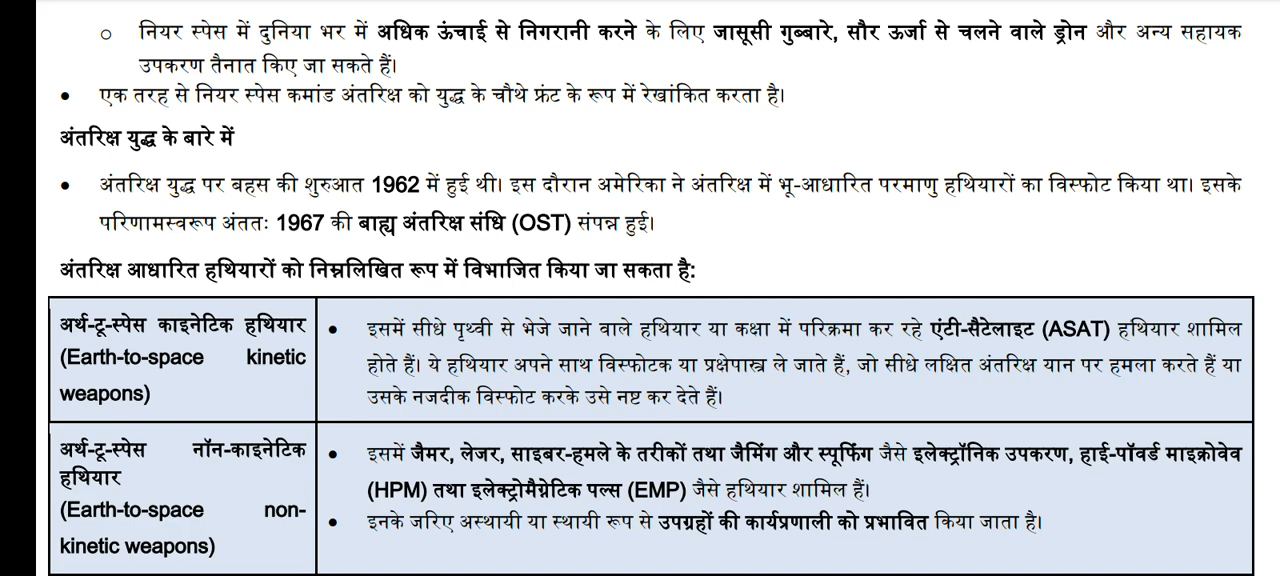 ○ नियर स्पेस में दुनिया भर में अधिक ऊंचाई से निगरानी करने के लिए जासूसी गुब्बारे, सौर ऊर्जा से चलने वाले ड्रोन और अन्य सहायक
उपकरण तैनात किए जा सकते हैं।
• एक तरह से नियर स्पेस कमांड अंतरिक्ष को युद्ध के चौथे फ्रंट के रूप में रेखांकित करता है।
अंतरिक्ष युद्ध के बारे में
• अंतरिक्ष युद्ध पर बहस की शुरुआत 1962 में हुई थी। इस दौरान अमेरिका ने अंतरिक्ष में भू-आधारित परमाणु हथियारों का विस्फोट किया था। इसके
परिणामस्वरूप अंततः 1967 की बाह्य अंतरिक्ष संधि (OST) संपन्न हुई।
अंतरिक्ष आधारित हथियारों को निम्नलिखित रूप में विभाजित किया जा सकता है:
अर्थ-टू-स्पेस काइनेटिक हथियार
(Earth-to-space kinetic
weapons)
• इसमें सीधे पृथ्वी से भेजे जाने वाले हथियार या कक्षा में परिक्रमा कर रहे एंटी-सैटेलाइट (ASAT) हथियार शामिल
होते हैं। ये हथियार अपने साथ विस्फोटक या प्रक्षेपास्त्र ले जाते हैं, जो सीधे लक्षित अंतरिक्ष यान पर हमला करते हैं या
उसके नजदीक विस्फोट करके उसे नष्ट कर देते हैं।
अर्थ-टू-स्पेस नॉन-काइनेटिक
हथियार
(Earth-to-space non-
kinetic weapons)
• इसमें जैमर, लेजर, साइबर-हमले के तरीकों तथा जैमिंग और स्पूफिंग जैसे इलेक्ट्रॉनिक उपकरण, हाई-पॉवर्ड माइक्रोवेव
(HPM) तथा इलेक्ट्रोमैग्नेटिक पल्स (EMP) जैसे हथियार शामिल हैं।
• इनके जरिए अस्थायी या स्थायी रूप से उपग्रहों की कार्यप्रणाली को प्रभावित किया जाता है।